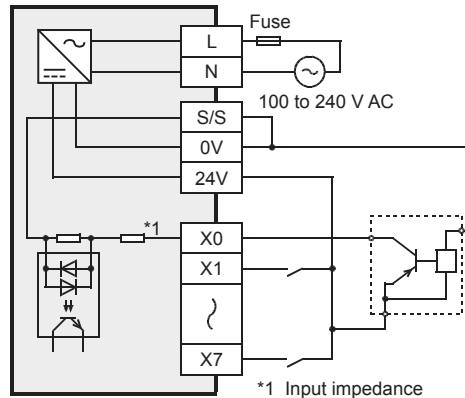 L
Fuse
N
100 to 240 V AC
S/S
0V
24V
*1
X0
X1
X7
*1 Input impedance